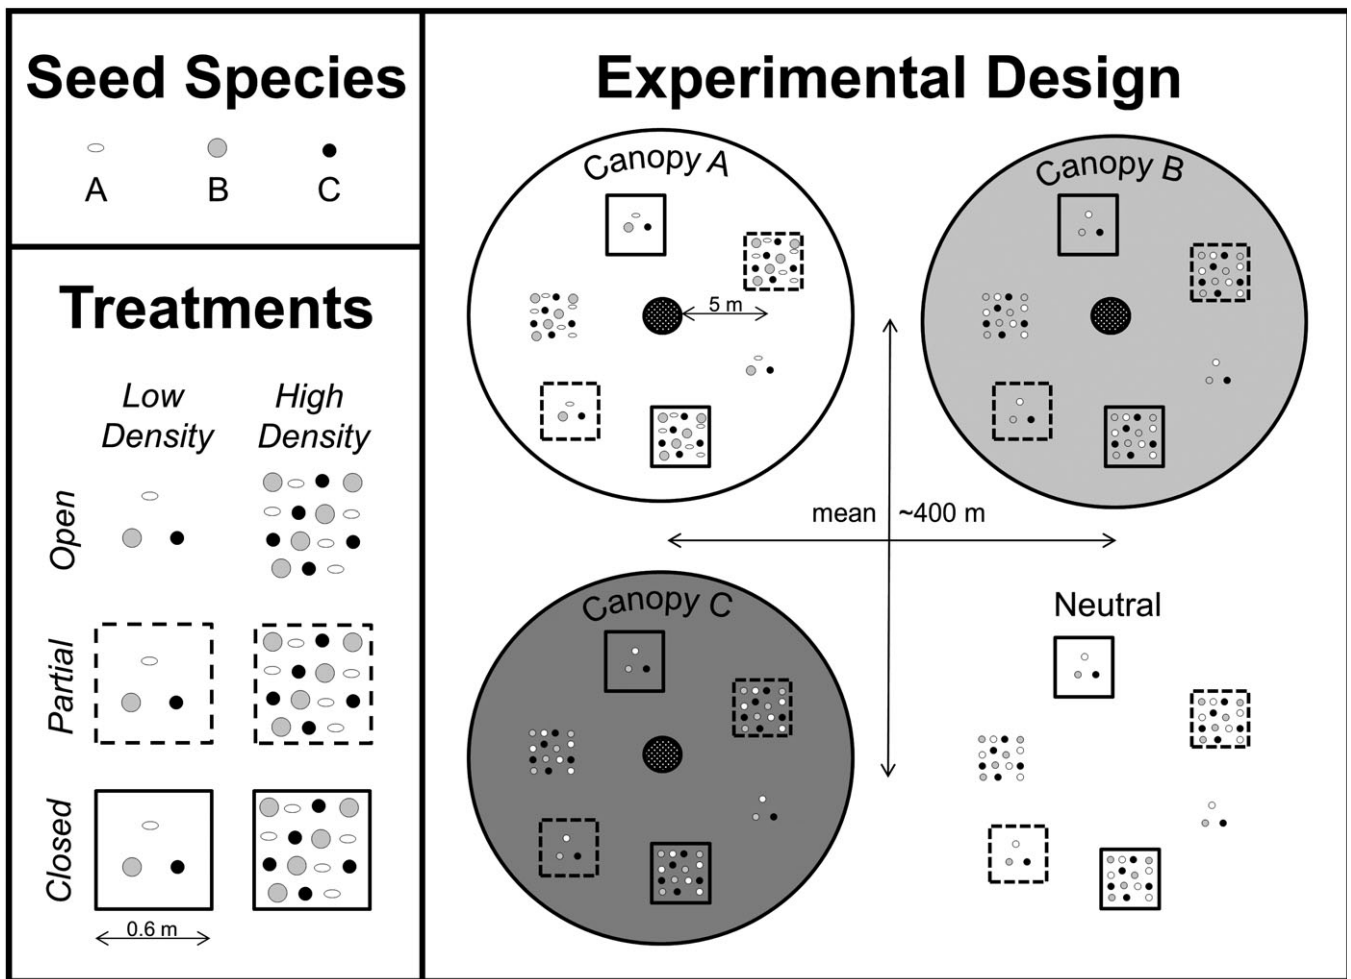 Seed Species
A B C
Treatments
Low Density
High Density
Open
Partial
Closed
0.6 m
Experimental Design
Canopy A
5 m
Canopy B
mean ~400 m
Canopy C
Neutral